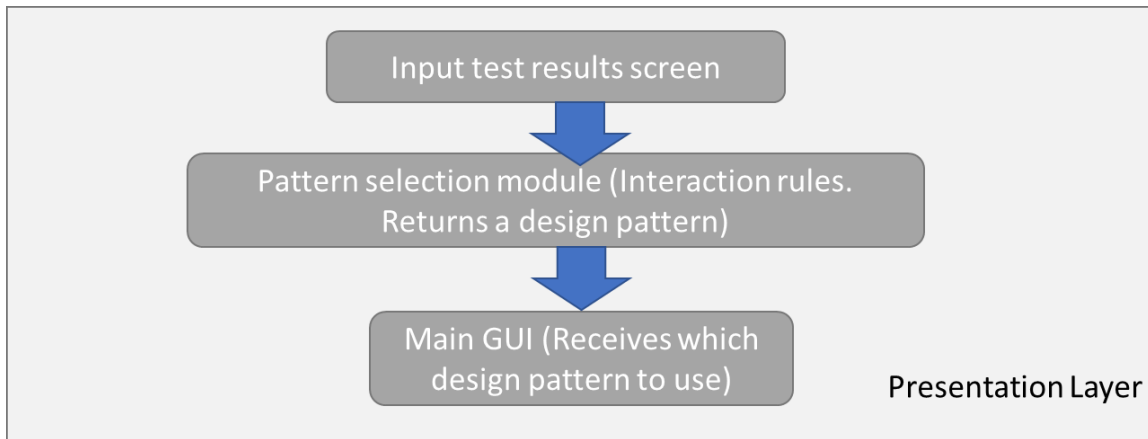 Input test results screen
Pattern selection module (Interaction rules.
Returns a design pattern)
Main GUI (Receives which
design pattern to use)
Presentation Layer